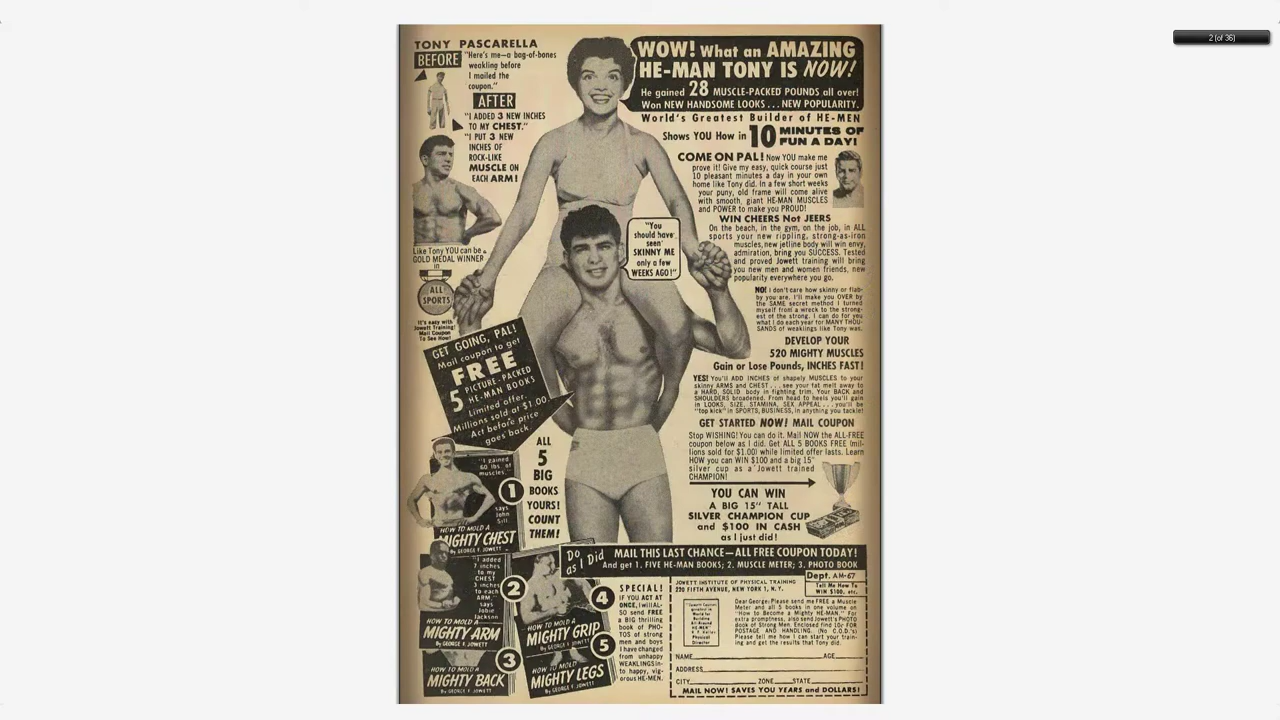 2 (of 36)
TONY PASCARELLA
BEFORE
"Here's me—a bag-of-bones
weakling before
I mailed the
coupon."
AFTER
"I ADDED 3 NEW INCHES
TO MY CHEST."
"I PUT 3 NEW
INCHES OF
ROCK-LIKE
MUSCLE ON
EACH ARM!
Like Tony YOU can be a
GOLD MEDAL WINNER
in
ALL
SPORTS
It's easy with
Jowett Training!
Mail Coupon
To See How!
WOW! What an AMAZING
HE-MAN TONY IS NOW!
He gained 28 MUSCLE-PACKED POUNDS all over!
Won NEW HANDSOME LOOKS...NEW POPULARITY.
World's Greatest Builder of HE-MEN
Shows YOU How in 10 MINUTES OF
FUN A DAY!
COME ON PAL! Now YOU make me
prove it! Give my easy, quick course just
10 pleasant minutes a day in your own
home like Tony did. In a few short weeks
your puny, old frame will come alive
with smooth, giant HE-MAN MUSCLES
and POWER to make you PROUD!
WIN CHEERS Not JEERS
On the beach, in the gym, on the job, in ALL
sports your new rippling, strong-as-iron
muscles, new jetline body will win envy,
admiration, bring you SUCCESS. Tested
and proved Jowett training will bring
you new men and women friends, new
popularity everywhere you go.
"You
should have
seen
SKINNY ME
only a few
WEEKS AGO!"
NO! I don't care how skinny or flab-
by you are. I'll make you OVER by
the SAME secret method I turned
myself from a wreck to the strong-
est of the strong. I can do for you
what I do each year for MANY THOU-
SANDS of weaklings like Tony was.
DEVELOP YOUR
520 MIGHTY MUSCLES
Gain or Lose Pounds, INCHES FAST!
YES! You'll ADD INCHES of shapely MUSCLES to your
skinny ARMS and CHEST...see your fat melt away to
a HARD, SOLID body in fighting trim. Your BACK and
SHOULDERS broadened. From head to heels you'll gain
in LOOKS, SIZE, STAMINA, SEX APPEAL...you'll be
"top kick" in SPORTS, BUSINESS, in anything you tackle!
GET STARTED NOW! MAIL COUPON
Stop WISHING! You can do it. Mail NOW the ALL-FREE
coupon below as I did. Get ALL 5 BOOKS FREE (mil-
lions sold for $1.00) while limited offer lasts. Learn
HOW you can WIN $100 and a big 15"
silver cup as a Jowett trained
CHAMPION!
YOU CAN WIN
A BIG 15" TALL
SILVER CHAMPION CUP
and $100 IN CASH
as I just did!
GET GOING, PAL!
Mail coupon to get
FREE
5 PICTURE-PACKED
HE-MAN BOOKS
Limited offer.
Millions sold at $1.00.
Act before price
goes back.
ALL
5
BIG
BOOKS
YOURS!
COUNT
THEM!
"I gained
60 lbs. of
muscles."
says
John
Sill.
1
HOW TO MOLD A
MIGHTY CHEST
By GEORGE F. JOWETT
"I added
7 inches
to my
CHEST
3 inches
to each
ARM,"
says
Jobie
Jackson
2
HOW TO MOLD A
MIGHTY ARM
By GEORGE F. JOWETT
3
HOW TO MOLD A
MIGHTY BACK
By GEORGE F. JOWETT
4
HOW TO MOLD A
MIGHTY GRIP
By GEORGE F. JOWETT
5
HOW TO MOLD
MIGHTY LEGS
By GEORGE F. JOWETT
Do as I Did
MAIL THIS LAST CHANCE—ALL FREE COUPON TODAY!
And get 1. FIVE HE-MAN BOOKS; 2. MUSCLE METER; 3. PHOTO BOOK
SPECIAL!
IF YOU ACT AT
ONCE, I will AL-
SO send FREE
a BIG thrilling
book of PHO-
TOS of strong
men and boys
I have changed
from unhappy
WEAKLINGS in-
to happy, vig-
orous HE-MEN.
JOWETT INSTITUTE OF PHYSICAL TRAINING
220 FIFTH AVENUE, NEW YORK 1, N. Y.
Dept. AM-67
Tell Me How To
WIN $100, etc.
Dear George: Please send me FREE a Muscle
Meter and all 5 books in one volume on
"How to Become a Mighty HE-MAN." For
extra promptness, also send Jowett's PHOTO
Book of Strong Men. Enclosed find 10c FOR
POSTAGE AND HANDLING. (No C.O.D.'s)
Please tell me how I can start your train-
ing and get the results that Tony did.
NAME AGE
ADDRESS
CITY ZONE STATE
MAIL NOW! SAVES YOU YEARS and DOLLARS!